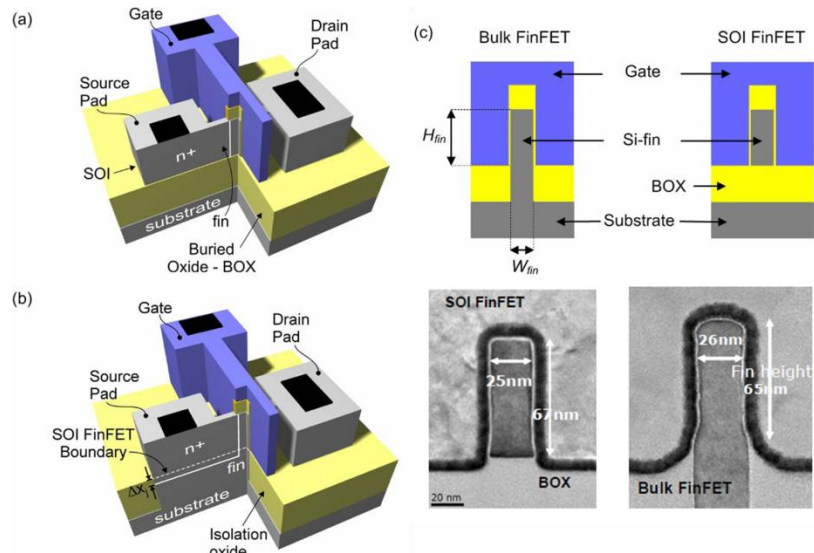 (a)
Gate
Drain
Pad
Source
Pad
SOI
n+
substrate
fin
Buried
Oxide - BOX
(b)
Gate
Drain
Pad
Source
Pad
SOI FinFET
Boundary
n+
fin
ΔXj
substrate
Isolation
oxide
(c)
Bulk FinFET
SOI FinFET
Gate
Hfin
Si-fin
BOX
Substrate
Wfin
SOI FinFET
25nm
67nm
20 nm
BOX
26nm
Fin height
65nm
Bulk FinFET